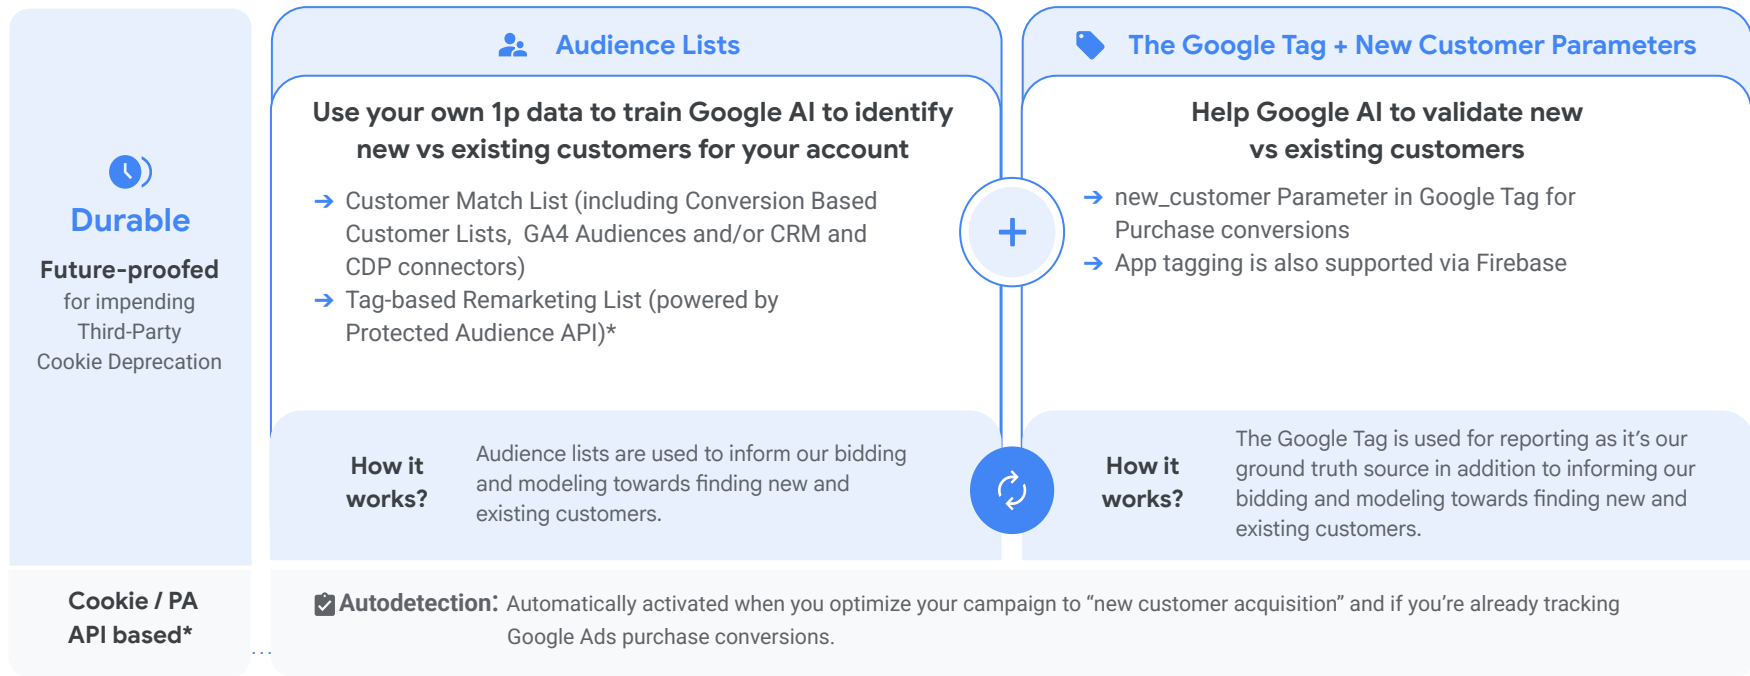 Durable
Future-proofed
for impending
Third-Party
Cookie Deprecation
Audience Lists
Use your own 1p data to train Google AI to identify
new vs existing customers for your account
➔ Customer Match List (including Conversion Based
Customer Lists, GA4 Audiences and/or CRM and
CDP connectors)
➔ Tag-based Remarketing List (powered by
Protected Audience API)*
How it
works?
Audience lists are used to inform our bidding
and modeling towards finding new and
existing customers.
+
The Google Tag + New Customer Parameters
Help Google AI to validate new
vs existing customers
➔ new_customer Parameter in Google Tag for
Purchase conversions
➔ App tagging is also supported via Firebase
How it
works?
The Google Tag is used for reporting as it’s our
ground truth source in addition to informing our
bidding and modeling towards finding new and
existing customers.
Cookie / PA
API based*
...
Autodetection: Automatically activated when you optimize your campaign to “new customer acquisition” and if you’re already tracking
Google Ads purchase conversions.